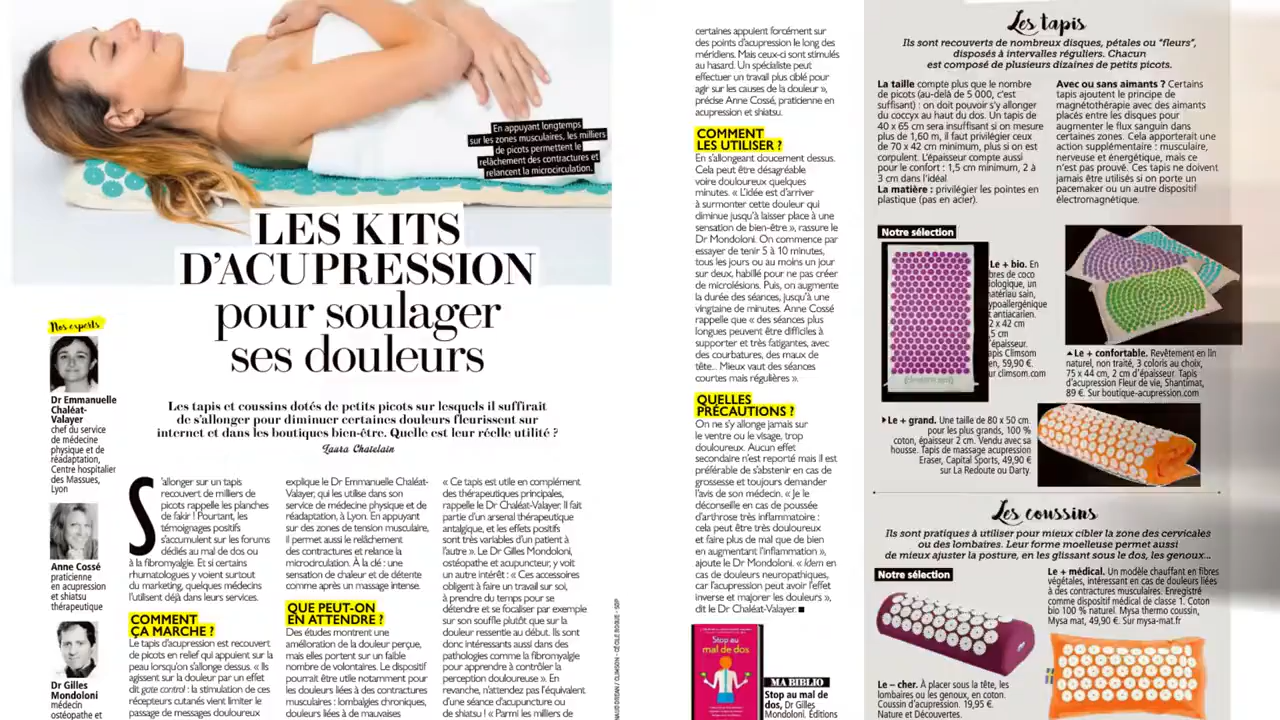 En appuyant longtemps
sur les zones musculaires, les milliers
de picots permettent le
relâchement des contractures et
relancent la microcirculation.
LES KITS
D'ACUPRESSION
pour soulager
ses douleurs
Les tapis et coussins dotés de petits picots sur lesquels il suffirait
de s'allonger pour diminuer certaines douleurs fleurissent sur
internet et dans les boutiques bien-être. Quelle est leur réelle utilité ?
Laura Chatelain
Nos experts
Dr Emmanuelle
Chaléat-
Valayer
chef du service
de médecine
physique et de
réadaptation,
Centre hospitalier
des Massues,
Lyon
Anne Cossé
praticienne
en acupression
et shiatsu
thérapeutique
Dr Gilles
Mondoloni
médecin
ostéopathe et
S'allonger sur un tapis
recouvert de milliers de
picots rappelle les planches
de fakir ! Pourtant, les
témoignages positifs
s'accumulent sur les forums
dédiés au mal de dos ou
à la fibromyalgie. Et si certains
rhumatologues y voient surtout
du marketing, quelques médecins
l'utilisent déjà dans leurs services.
COMMENT
ÇA MARCHE ?
Le tapis d'acupression est recouvert
de picots en relief qui appuient sur la
peau lorsqu'on s'allonge dessus. « Ils
agissent sur la douleur par un effet
dit gate control : la stimulation de ces
récepteurs cutanés vient limiter le
passage de messages douloureux
explique le Dr Emmanuelle Chaléat-
Valayer, qui les utilise dans son
service de médecine physique et de
réadaptation, à Lyon. En appuyant
sur des zones de tension musculaire,
il permet aussi le relâchement
des contractures et relance la
microcirculation. À la clé : une
sensation de chaleur et de détente
comme après un massage intense.
QUE PEUT-ON
EN ATTENDRE ?
Des études montrent une
amélioration de la douleur perçue,
mais elles portent sur un faible
nombre de volontaires. Le dispositif
pourrait être utile notamment pour
les douleurs liées à des contractures
musculaires : lombalgies chroniques,
douleurs liées à de mauvaises
« Ce tapis est utile en complément
des thérapeutiques principales,
rappelle le Dr Chaléat-Valayer. Il fait
partie d'un arsenal thérapeutique
antalgique, et les effets positifs
sont très variables d'un patient à
l'autre ». Le Dr Gilles Mondoloni,
ostéopathe et acupuncteur, y voit
un autre intérêt : « Ces accessoires
obligent à faire un travail sur soi,
à prendre du temps pour se
détendre et se focaliser par exemple
sur son souffle plutôt que sur la
douleur ressentie au début. Ils sont
donc intéressants aussi dans des
pathologies comme la fibromyalgie
pour apprendre à contrôler la
perception douloureuse ». En
revanche, n'attendez pas l'équivalent
d'une séance d'acupuncture ou
de shiatsu ! « Parmi les milliers de
certaines appuient forcément sur
des points d'acupression le long des
méridiens. Mais ceux-ci sont stimulés
au hasard. Un spécialiste peut
effectuer un travail plus ciblé pour
agir sur les causes de la douleur »,
précise Anne Cossé, praticienne en
acupression et shiatsu.
COMMENT
LES UTILISER ?
En s'allongeant doucement dessus.
Cela peut être désagréable
voire douloureux quelques
minutes. « L'idée est d'arriver
à surmonter cette douleur qui
diminue jusqu'à laisser place à une
sensation de bien-être », rassure le
Dr Mondoloni. On commence par
essayer de tenir 5 à 10 minutes,
tous les jours ou au moins un jour
sur deux, habillé pour ne pas créer
de microlésions. Puis, on augmente
la durée des séances, jusqu'à une
vingtaine de minutes. Anne Cossé
rappelle que « des séances plus
longues peuvent être difficiles à
supporter et très fatigantes, avec
des courbatures, des maux de
tête... Mieux vaut des séances
courtes mais régulières ».
QUELLES
PRÉCAUTIONS ?
On ne s'y allonge jamais sur
le ventre ou le visage, trop
douloureux. Aucun effet
secondaire n'est reporté mais il est
préférable de s'abstenir en cas de
grossesse et toujours demander
l'avis de son médecin. « Je le
déconseille en cas de poussée
d'arthrose très inflammatoire :
cela peut être très douloureux
et faire plus de mal que de bien
en augmentant l'inflammation »,
ajoute le Dr Mondoloni. « Idem en
cas de douleurs neuropathiques,
car l'acupression peut avoir l'effet
inverse et majorer les douleurs »,
dit le Dr Chaléat-Valayer. ■
Stop au
mal de dos
MA BIBLIO
Stop au mal de
dos, Dr Gilles
Mondoloni. Éditions
Les tapis
Ils sont recouverts de nombreux disques, pétales ou "fleurs",
disposés à intervalles réguliers. Chacun
est composé de plusieurs dizaines de petits picots.
La taille compte plus que le nombre
de picots (au-delà de 5 000, c'est
suffisant) : on doit pouvoir s'y allonger
du coccyx au haut du dos. Un tapis de
40 x 65 cm sera insuffisant si on mesure
plus de 1,60 m, il faut privilégier ceux
de 70 x 42 cm minimum, plus si on est
corpulent. L'épaisseur compte aussi
pour le confort : 1,5 cm minimum, 2 à
3 cm dans l'idéal
La matière : privilégier les pointes en
plastique (pas en acier).
Avec ou sans aimants ? Certains
tapis ajoutent le principe de
magnétothérapie avec des aimants
placés entre les disques pour
augmenter le flux sanguin dans
certaines zones. Cela apporterait une
action supplémentaire : musculaire,
nerveuse et énergétique, mais ce
n'est pas prouvé. Ces tapis ne doivent
jamais être utilisés si on porte un
pacemaker ou un autre dispositif
électromagnétique.
Notre sélection
Le + bio. En
bres de coco
iologique, un
atériau sain,
ypoallergénique
t antiacarien.
2 x 42 cm
,5 cm
'épaisseur.
apis Climsom
en, 59,90 €.
ur climsom.com
Le + confortable. Revêtement en lin
naturel, non traité, 3 coloris au choix,
75 x 44 cm, 2 cm d'épaisseur. Tapis
d'acupression Fleur de vie, Shantimat,
89 €. Sur boutique-acupression.com
Le + grand. Une taille de 80 x 50 cm.
pour les plus grands, 100 %
coton, épaisseur 2 cm. Vendu avec sa
housse. Tapis de massage acupression
Eraser, Capital Sports, 49,90 €
sur La Redoute ou Darty.
Les coussins
Ils sont pratiques à utiliser pour mieux cibler la zone des cervicales
ou des lombaires. Leur forme moelleuse permet aussi
de mieux ajuster la posture, en les glissant sous le dos, les genoux...
Notre sélection
Le + médical. Un modèle chauffant en fibres
végétales, intéressant en cas de douleurs liées
à des contractures musculaires. Enregistré
comme dispositif médical de classe 1. Coton
bio 100 % naturel. Mysa thermo coussin,
Mysa mat, 49,90 €. Sur mysa-mat.fr
Le – cher. À placer sous la tête, les
lombaires ou les genoux, en coton.
Coussin d'acupression. 19,95 €.
Nature et Découvertes.